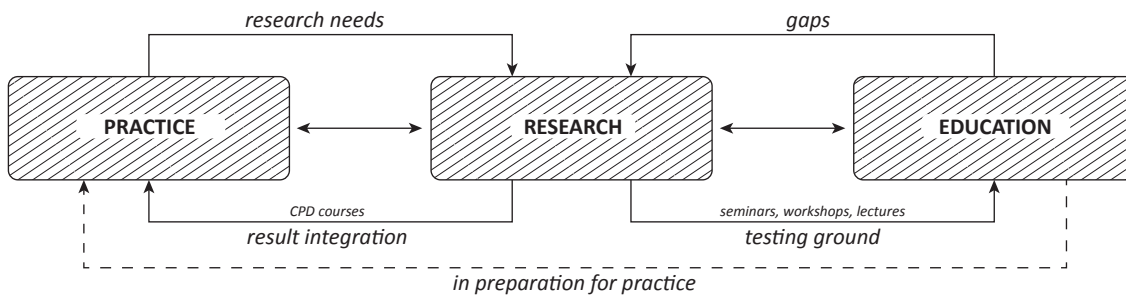 research needs
gaps
PRACTICE
RESEARCH
EDUCATION
CPD courses
result integration
seminars, workshops, lectures
testing ground
in preparation for practice